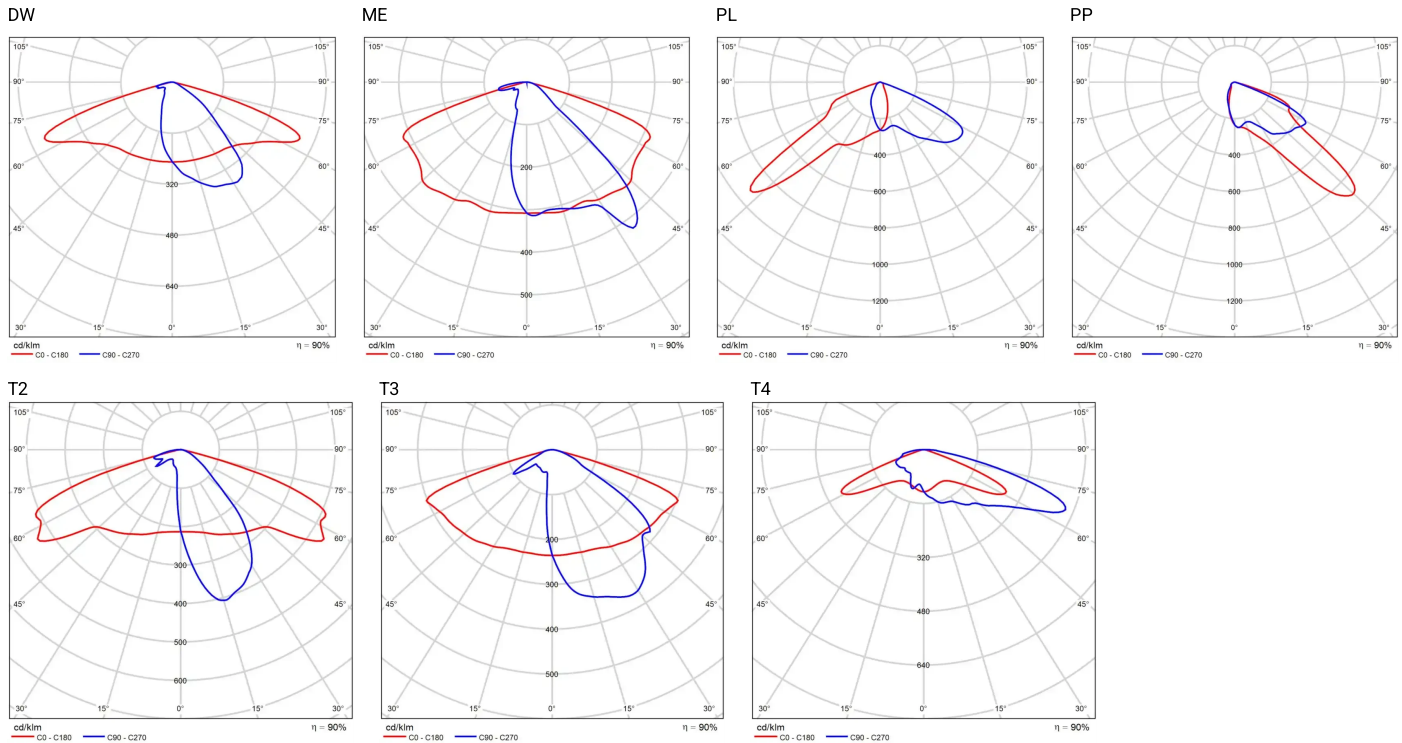 DW
ME
PL
PP
105° 105° 105° 105° 105° 105° 105° 105°
90° 90° 90° 90° 90° 90° 90° 90°
75° 75° 75° 75° 75° 75° 75° 75°
400 400
60° 60° 200 60° 60° 60° 60° 60° 60°
320
600 600
45° 45° 45° 45° 45° 45° 45° 45°
480 800 800
400
1000 1000
640
500
1200 1200
30° 15° 0° 15° 30° 30° 15° 0° 15° 30° 30° 15° 0° 15° 30° 30° 15° 0° 15° 30°
cd/klm η = 90% cd/klm η = 90% cd/klm η = 90% cd/klm η = 90%
C0 - C180 C90 - C270 C0 - C180 C90 - C270 C0 - C180 C90 - C270 C0 - C180 C90 - C270
T2
T3
T4
105° 105° 105° 105° 105° 105°
90° 90° 90° 90° 90° 90°
75° 75° 75° 75° 75° 75°
60° 60° 60° 200 60° 60° 60°
320
300
300
45° 400 45° 45° 45° 45° 45°
480
400
500
640
500
600
30° 15° 0° 15° 30° 30° 15° 0° 15° 30° 30° 15° 0° 15° 30°
cd/klm η = 90% cd/klm η = 90% cd/klm η = 90%
C0 - C180 C90 - C270 C0 - C180 C90 - C270 C0 - C180 C90 - C270